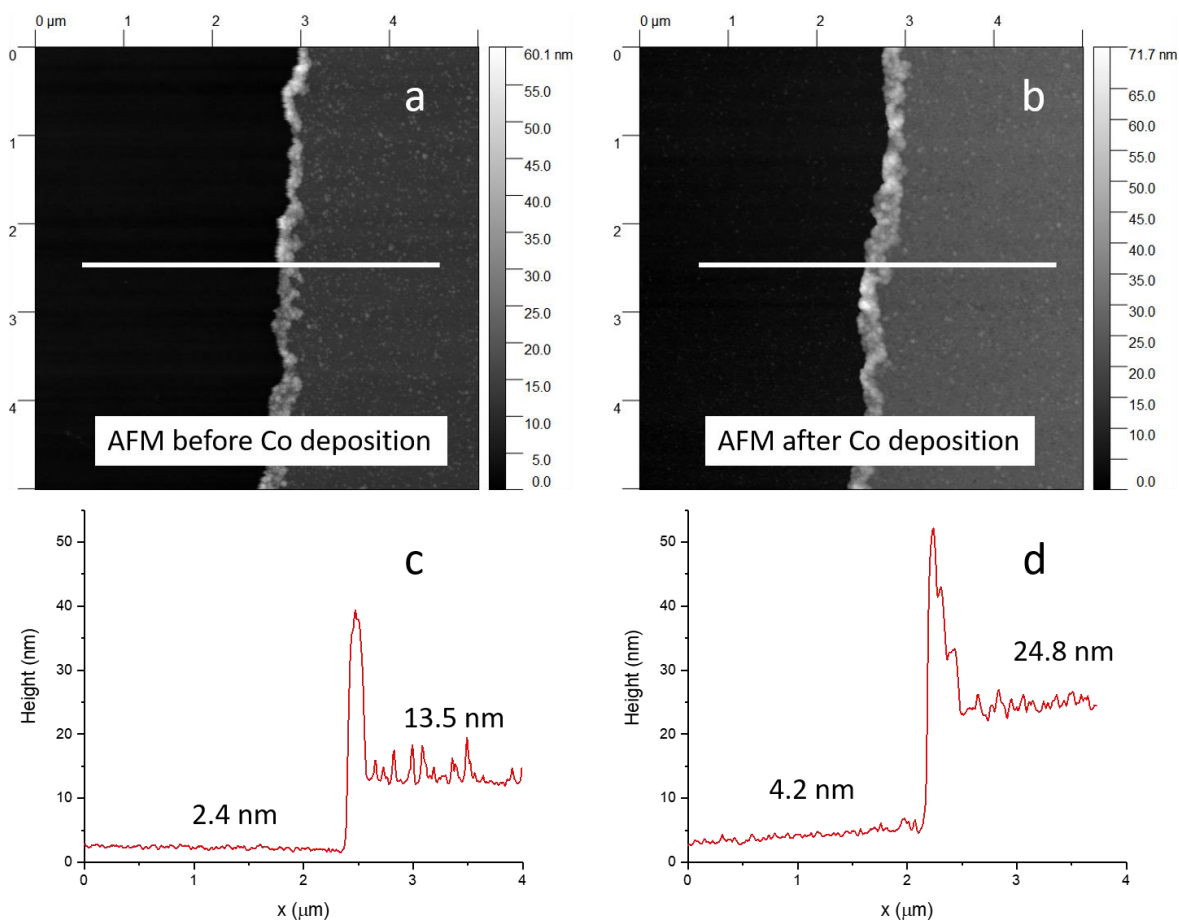 0 µm 1 2 3 4
0
1
2
3
4
a
AFM before Co deposition
60.1 nm
55.0
50.0
45.0
40.0
35.0
30.0
25.0
20.0
15.0
10.0
5.0
0.0
0 µm 1 2 3 4
0
1
2
3
4
b
AFM after Co deposition
71.7 nm
65.0
60.0
55.0
50.0
45.0
40.0
35.0
30.0
25.0
20.0
15.0
10.0
0.0
c
Height (nm)
50
40
30
20
10
0
2.4 nm
13.5 nm
0 1 2 3 4
x (µm)
d
Height (nm)
50
40
30
20
10
0
4.2 nm
24.8 nm
0 1 2 3 4
x (µm)